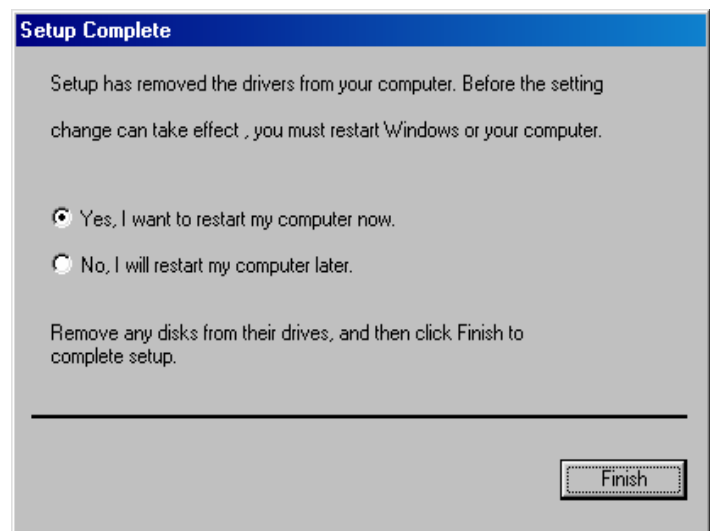 Setup Complete
Setup has removed the drivers from your computer. Before the setting
change can take effect , you must restart Windows or your computer.
Yes, I want to restart my computer now.
No, I will restart my computer later.
Remove any disks from their drives, and then click Finish to
complete setup.
Finish